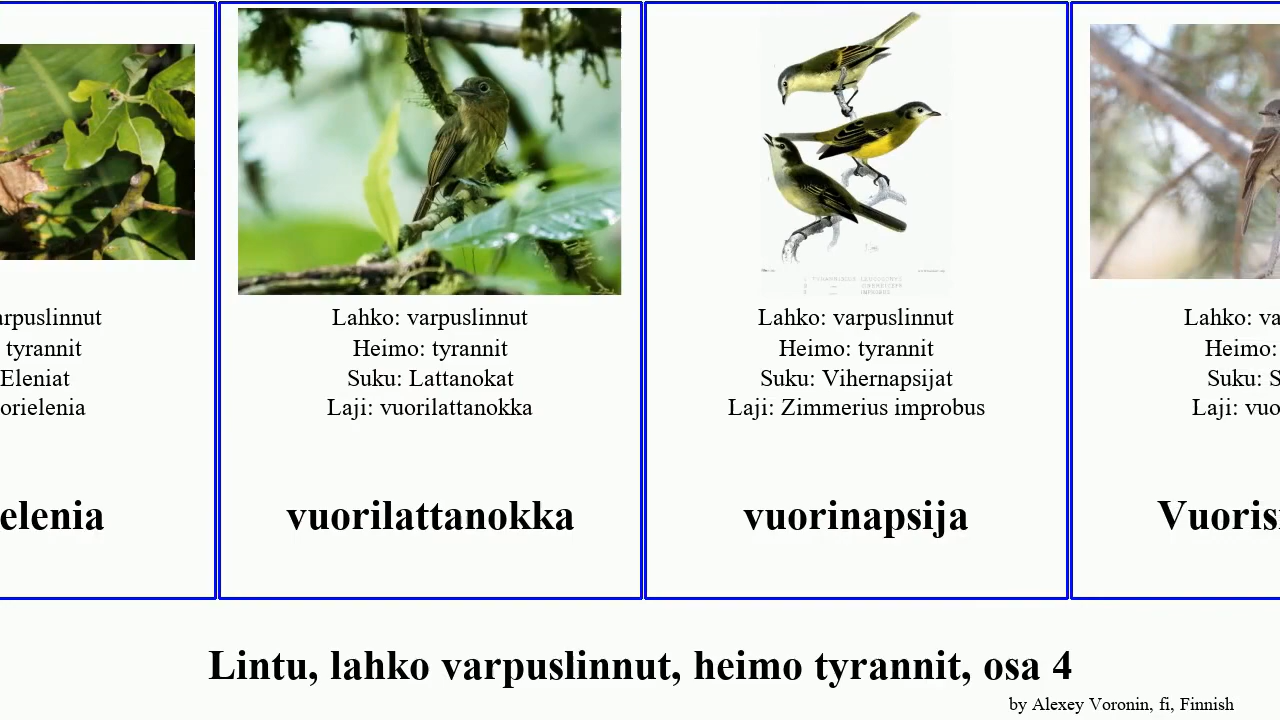 arpuslinnut
tyrannit
Eleniat
orielenia
elenia
Lahko: varpuslinnut
Heimo: tyrannit
Suku: Lattanokat
Laji: vuorilattanokka
vuorilattanokka
Lahko: varpuslinnut
Heimo: tyrannit
Suku: Vihernapsijat
Laji: Zimmerius improbus
vuorinapsija
Lahko: va
Heimo:
Suku: S
Laji: vuo
Vuoris
Lintu, lahko varpuslinnut, heimo tyrannit, osa 4
by Alexey Voronin, fi, Finnish